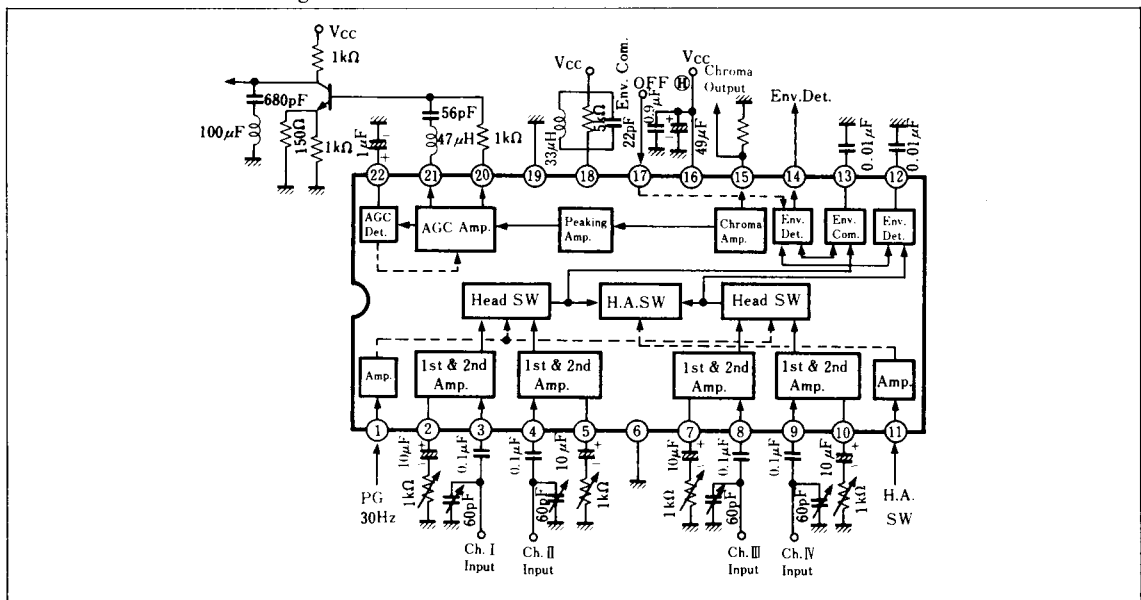 Vcc
1kΩ
680pF
100μF
150Ω
1kΩ
1μF
56pF
47μH
1kΩ
Vcc
33μH
5kΩ
22pF
Env. Com.
OFF Ⓗ
0.9μF
Vcc
49μF
Chroma
Output
Env.Det.
0.01μF
0.01μF
22
21
20
19
18
17
16
15
14
13
12
AGC
Det.
AGC Amp.
Peaking
Amp.
Chroma
Amp.
Env.
Det.
Env.
Com.
Env.
Det.
Head SW
H.A.SW
Head SW
Amp.
1st & 2nd
Amp.
1st & 2nd
Amp.
1st & 2nd
Amp.
1st & 2nd
Amp.
Amp.
1
2
3
4
5
6
7
8
9
10
11
PG
30Hz
10μF
1kΩ
60pF
0.1μF
Ch. I
Input
0.1μF
60pF
Ch. II
Input
10μF
1kΩ
10μF
1kΩ
60pF
0.1μF
Ch. III
Input
0.1μF
60pF
Ch. IV
Input
10μF
1kΩ
H.A.
SW